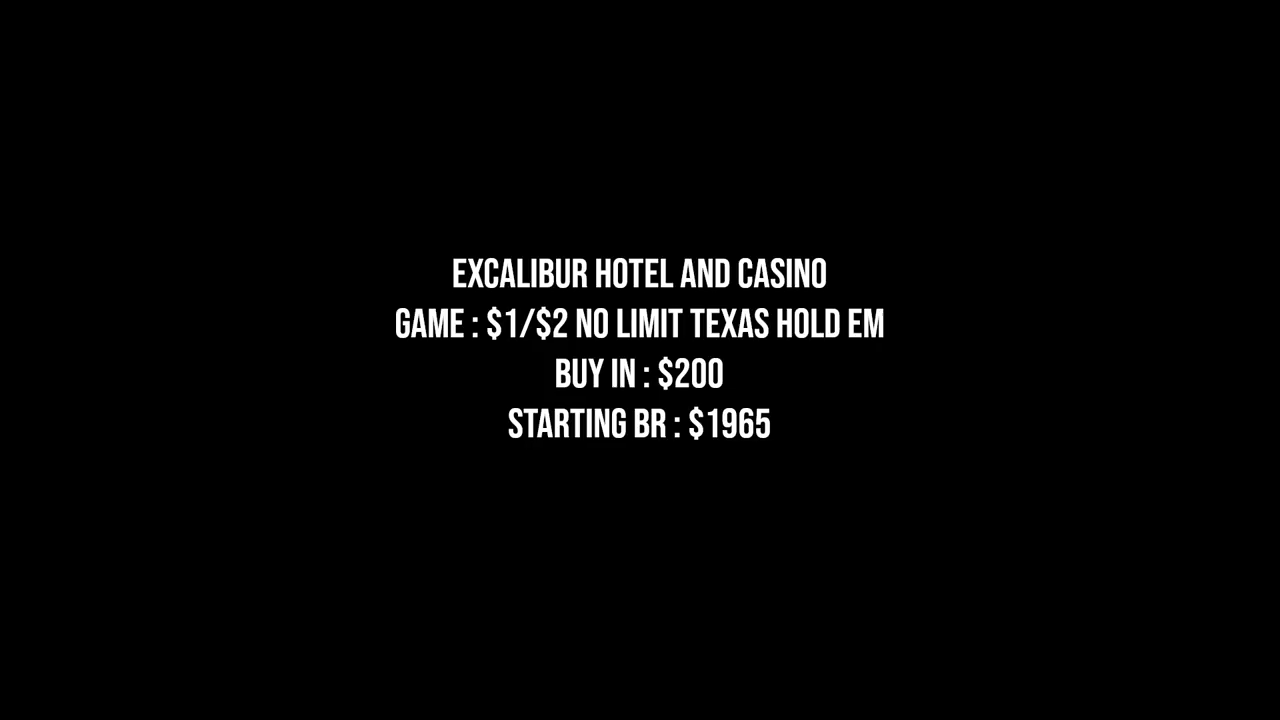 EXCALIBUR HOTEL AND CASINO
GAME : $1/$2 NO LIMIT TEXAS HOLD EM
BUY IN : $200
STARTING BR : $1965